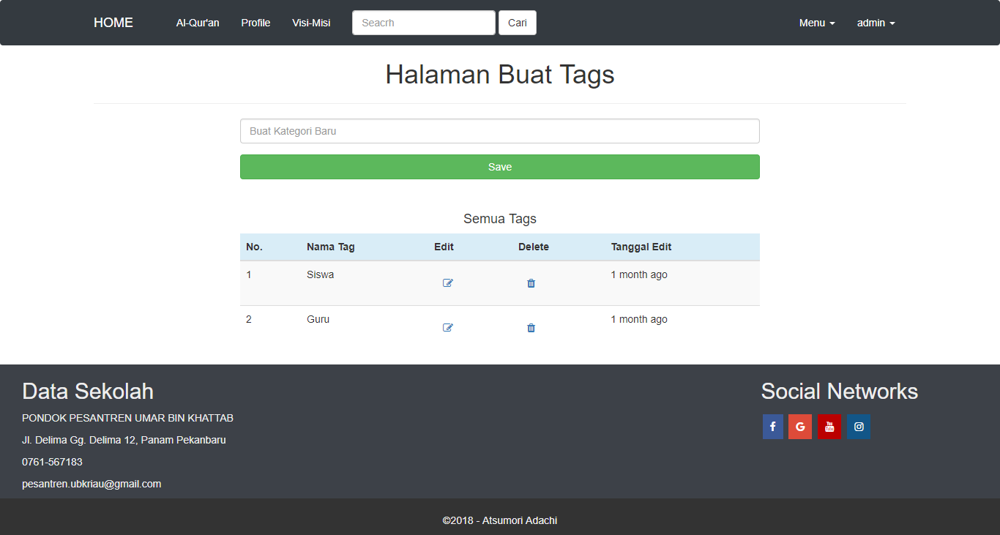 HOME Al-Qur'an Profile Visi-Misi Seacrh Cari Menu admin
Halaman Buat Tags
Buat Kategori Baru
Save
Semua Tags
No. Nama Tag Edit Delete Tanggal Edit
1 Siswa 1 month ago
2 Guru 1 month ago
Data Sekolah
PONDOK PESANTREN UMAR BIN KHATTAB
Jl. Delima Gg. Delima 12, Panam Pekanbaru
0761-567183
pesantren.ubkriau@gmail.com
Social Networks
f G You Tube
©2018 - Atsumori Adachi